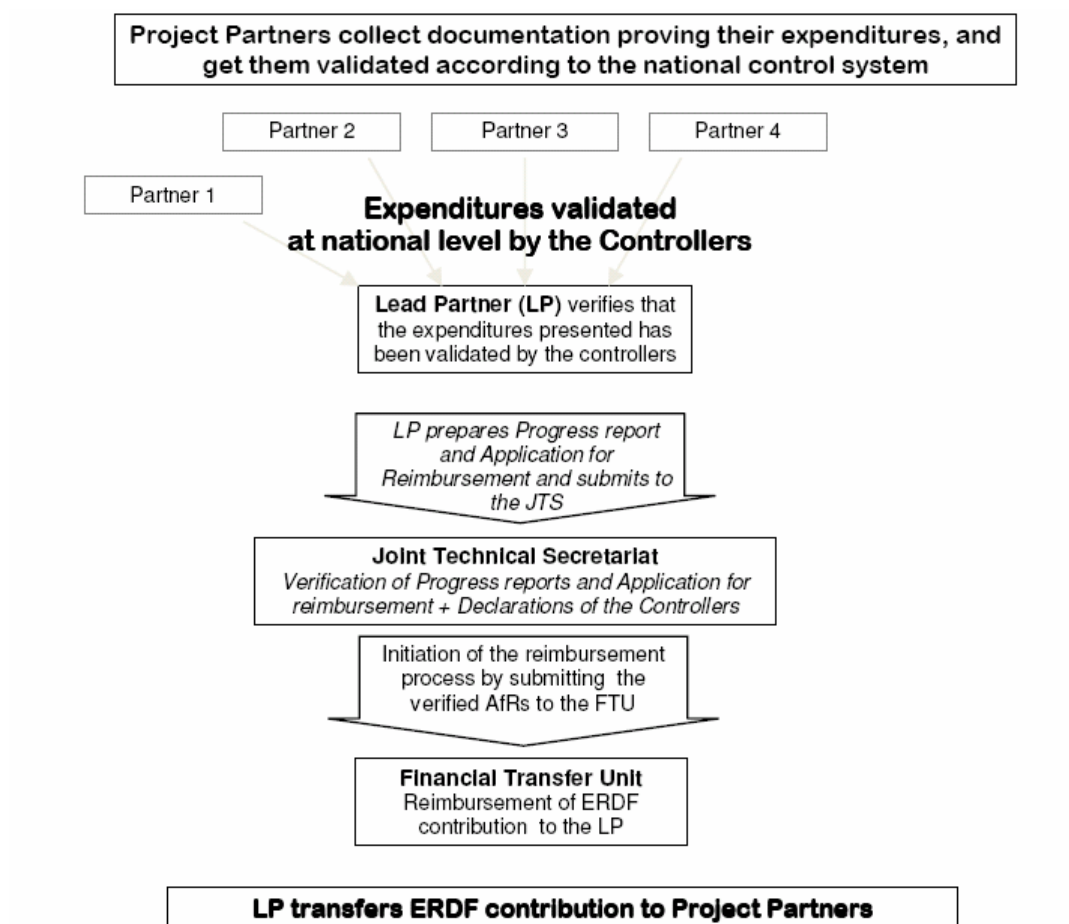 Project Partners collect documentation proving their expenditures, and
get them validated according to the national control system
Partner 2
Partner 3
Partner 4
Partner 1
Expenditures validated
at national level by the Controllers
Lead Partner (LP) verifies that
the expenditures presented has
been validated by the controllers
LP prepares Progress report
and Application for
Reimbursement and submits to
the JTS
Joint Technical Secretariat
Verification of Progress reports and Application for
reimbursement + Declarations of the Controllers
Initiation of the reimbursement
process by submitting the
verified AfRs to the FTU
Financial Transfer Unit
Reimbursement of ERDF
contribution to the LP
LP transfers ERDF contribution to Project Partners